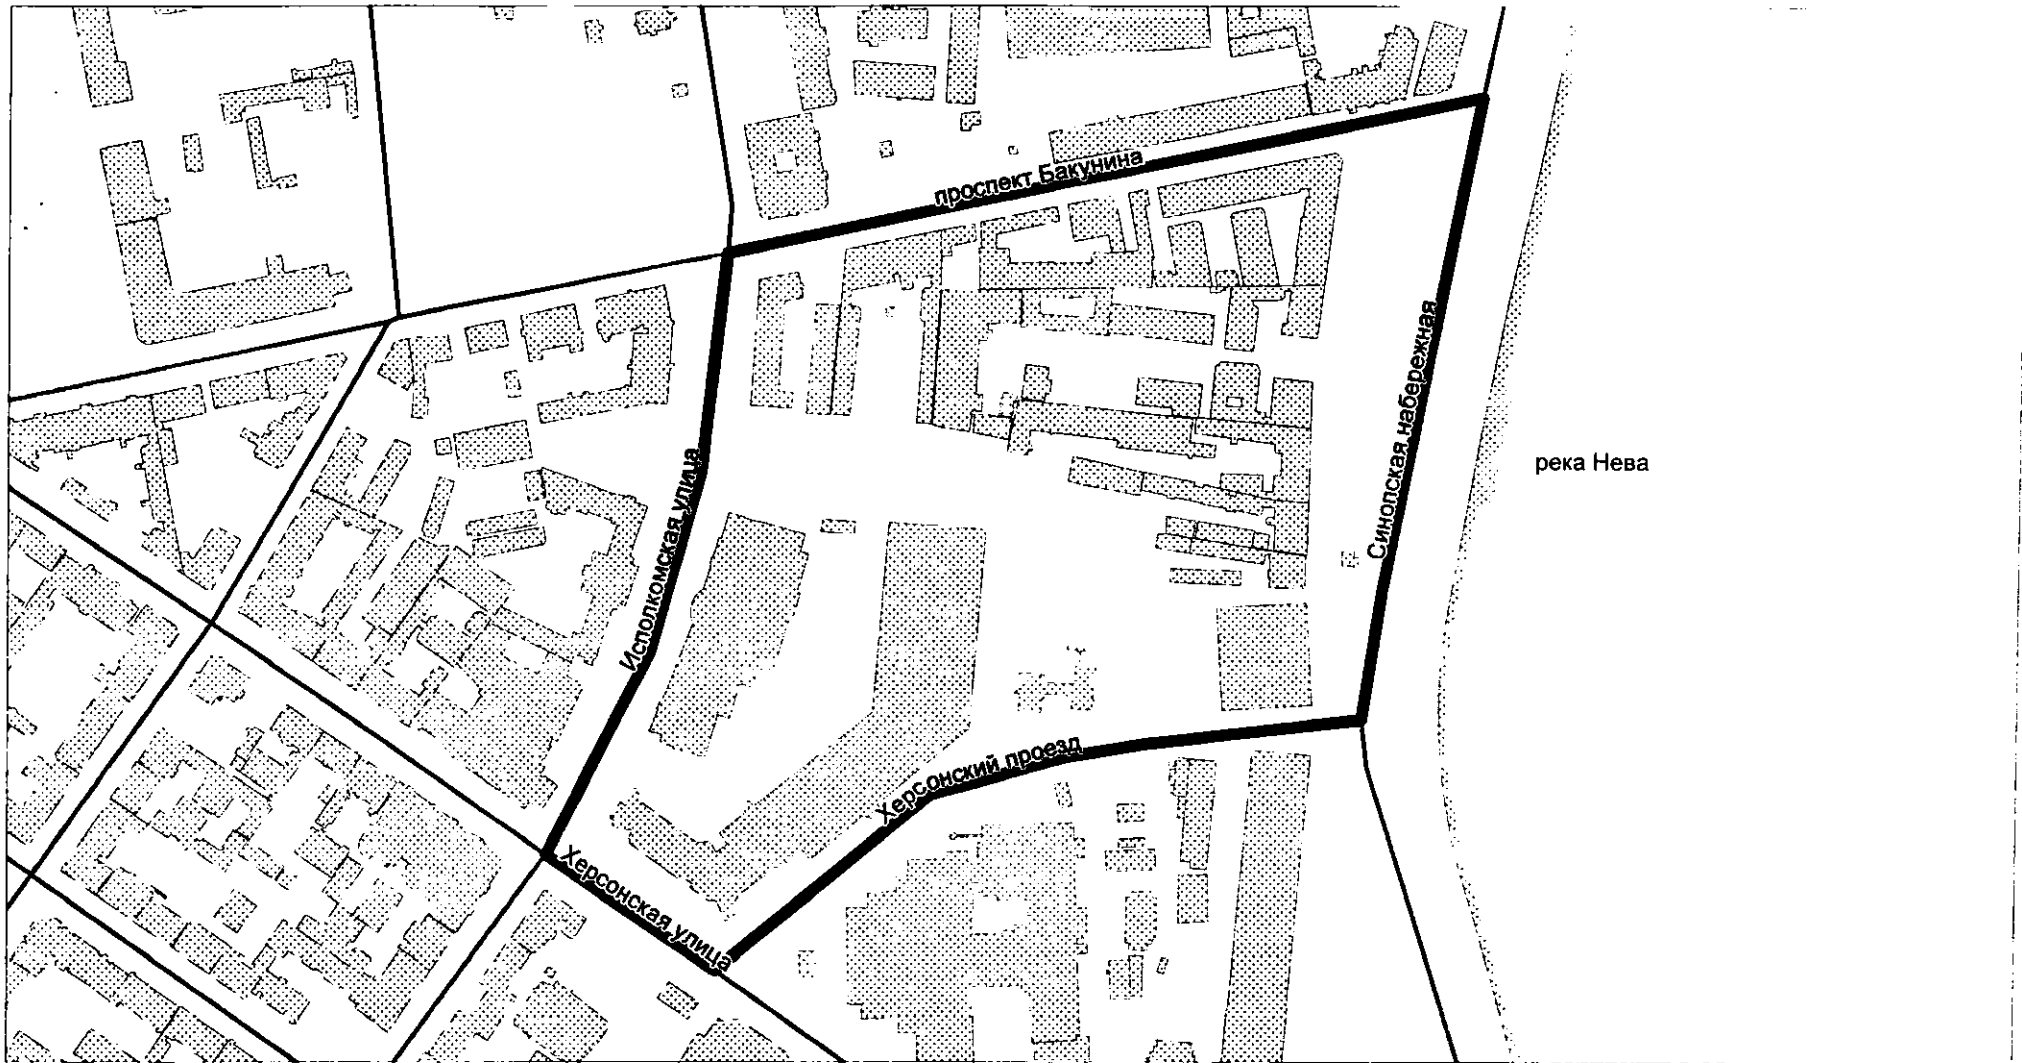 проспект Бакунина
Синопская набережная
река Нева
Исполкомская улица
Херсонский проезд
Херсонская улица